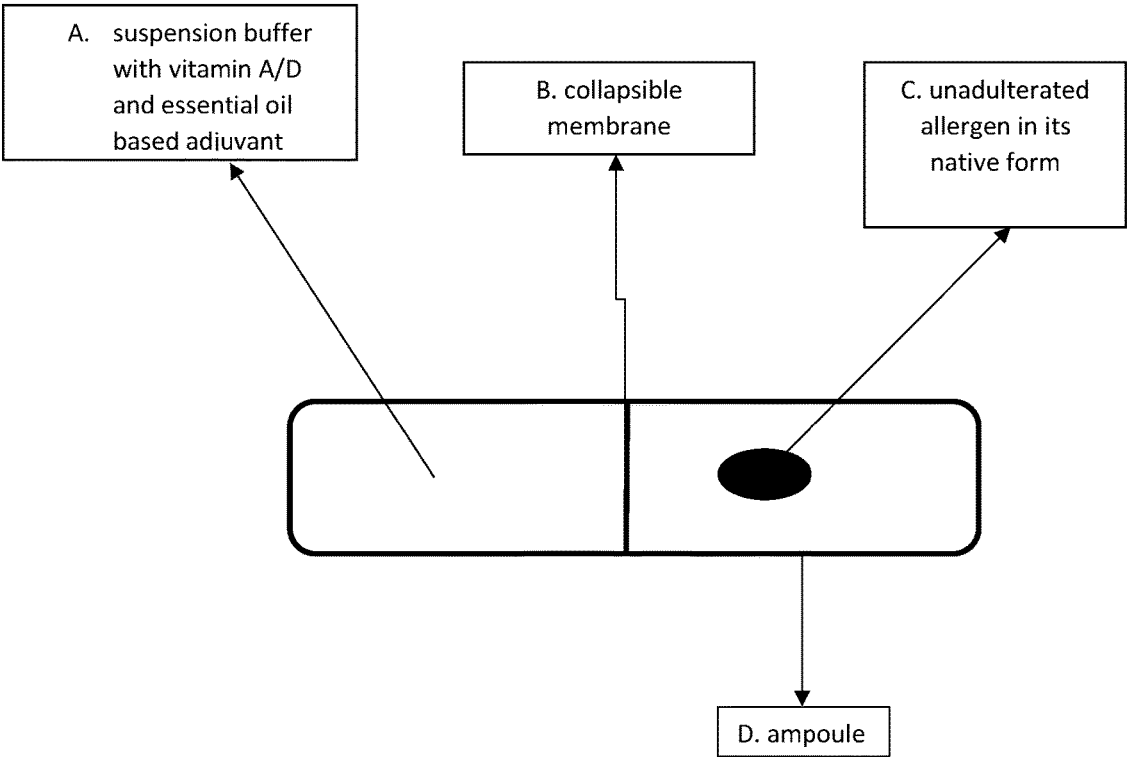 A. suspension buffer
with vitamin A/D
and essential oil
based adjuvant
B. collapsible
membrane
C. unadulterated
allergen in its
native form
D. ampoule